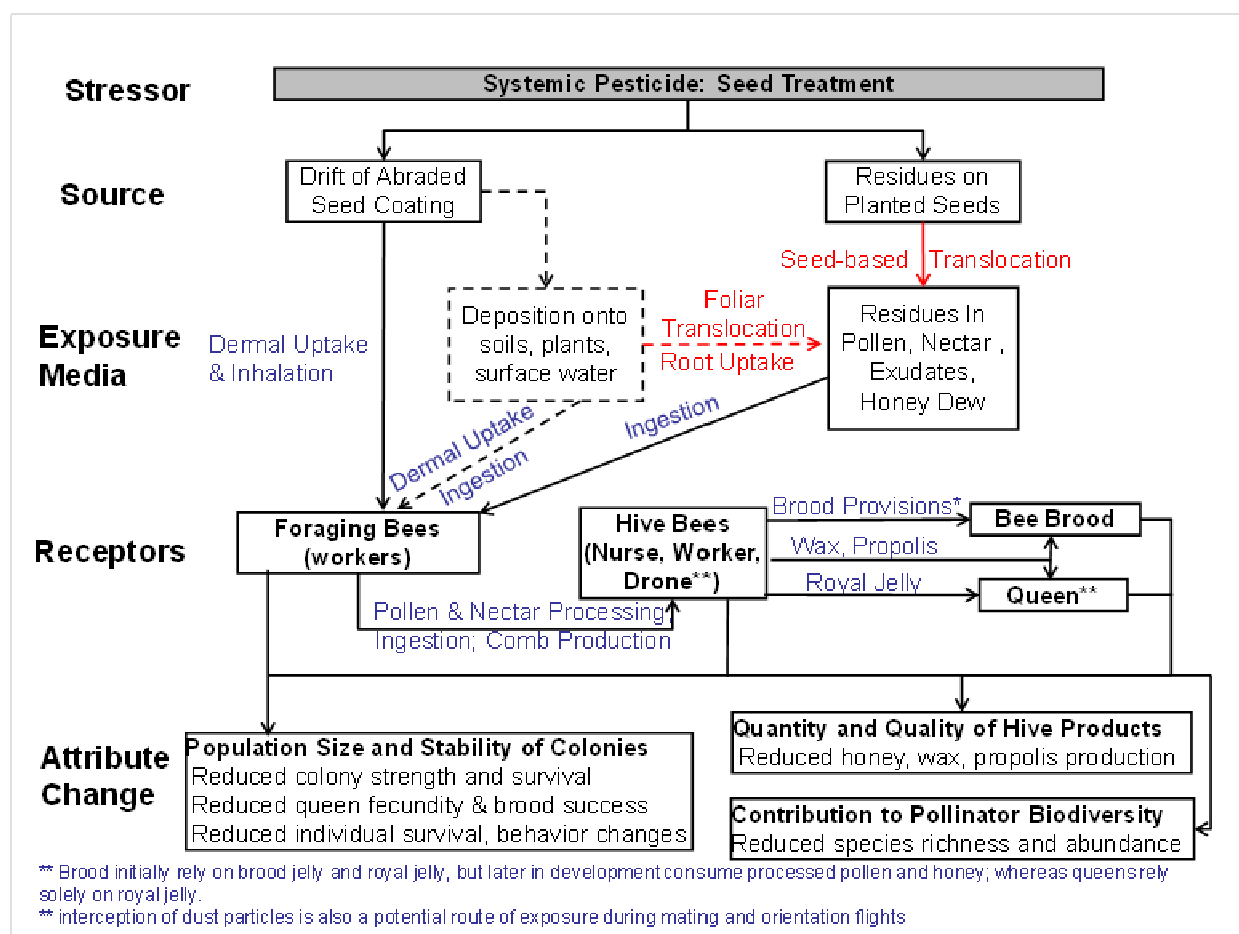 Stressor
Systemic Pesticide: Seed Treatment
Source
Drift of Abraded
Seed Coating
Residues on
Planted Seeds
Seed-based Translocation
Exposure
Media
Dermal Uptake
& Inhalation
Deposition onto
soils, plants,
surface water
Foliar
Translocation
Root Uptake
Residues In
Pollen, Nectar ,
Exudates,
Honey Dew
Dermal Uptake
Ingestion
Ingestion
Receptors
Foraging Bees
(workers)
Hive Bees
(Nurse, Worker,
Drone**)
Brood Provisions*
Wax, Propolis
Royal Jelly
Bee Brood
Queen**
Pollen & Nectar Processing;
Ingestion; Comb Production
Attribute
Change
Population Size and Stability of Colonies
Reduced colony strength and survival
Reduced queen fecundity & brood success
Reduced individual survival, behavior changes
Quantity and Quality of Hive Products
Reduced honey, wax, propolis production
Contribution to Pollinator Biodiversity
Reduced species richness and abundance
** Brood initially rely on brood jelly and royal jelly, but later in development consume processed pollen and honey; whereas queens rely
solely on royal jelly.
** interception of dust particles is also a potential route of exposure during mating and orientation flights